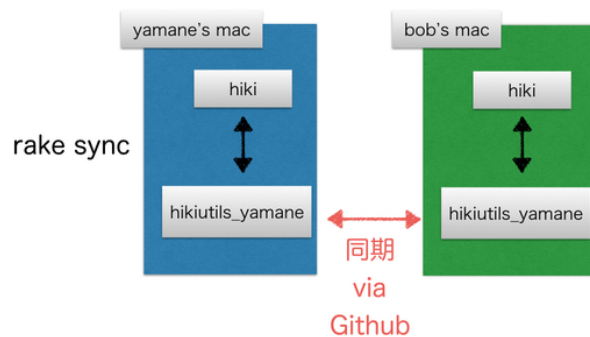 yamane's mac
bob's mac
hiki
hiki
rake sync
hikiutils_yamane
hikiutils_yamane
同期
via
Github